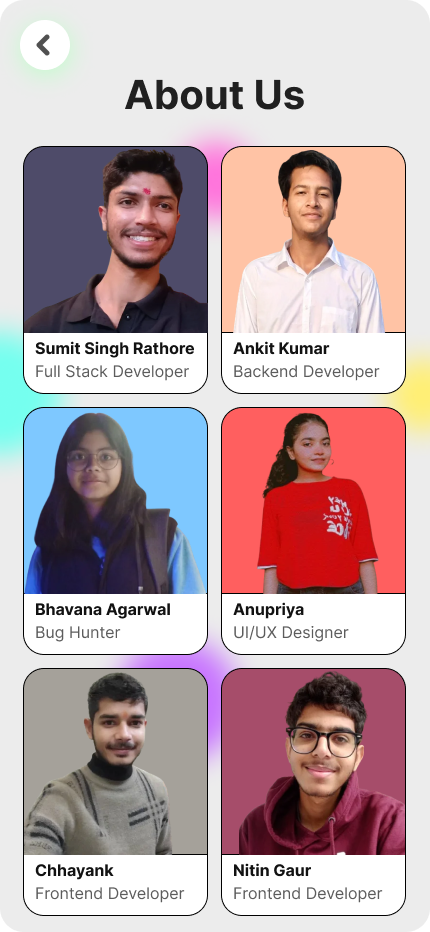 About Us
Sumit Singh Rathore
Full Stack Developer
Ankit Kumar
Backend Developer
Bhavana Agarwal
Bug Hunter
Anupriya
UI/UX Designer
Chhayank
Frontend Developer
Nitin Gaur
Frontend Developer